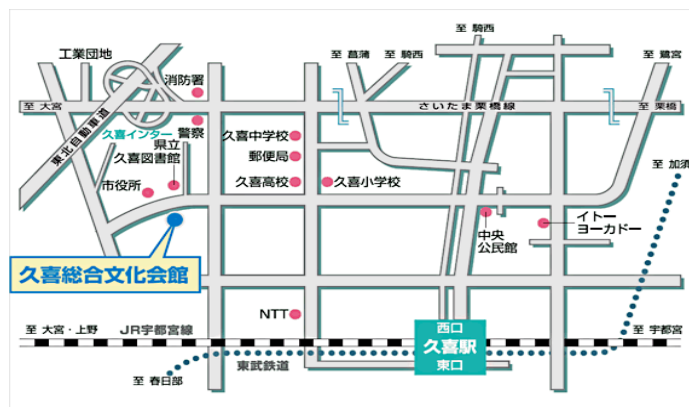 至 騎西
工業団地
至 菖蒲
至 騎西
至 鷺宮
消防署
至 大宮
さいたま栗橋線
至 栗橋
東北自動車道
久喜インター
警察
久喜中学校
県立
久喜図書館
郵便局
至 加須
市役所
久喜高校
久喜小学校
中央
公民館
イトー
ヨーカドー
久喜総合文化会館
NTT
至 大宮・上野
JR宇都宮線
西口
久喜駅
東口
至 宇都宮
東武鉄道
至 春日部